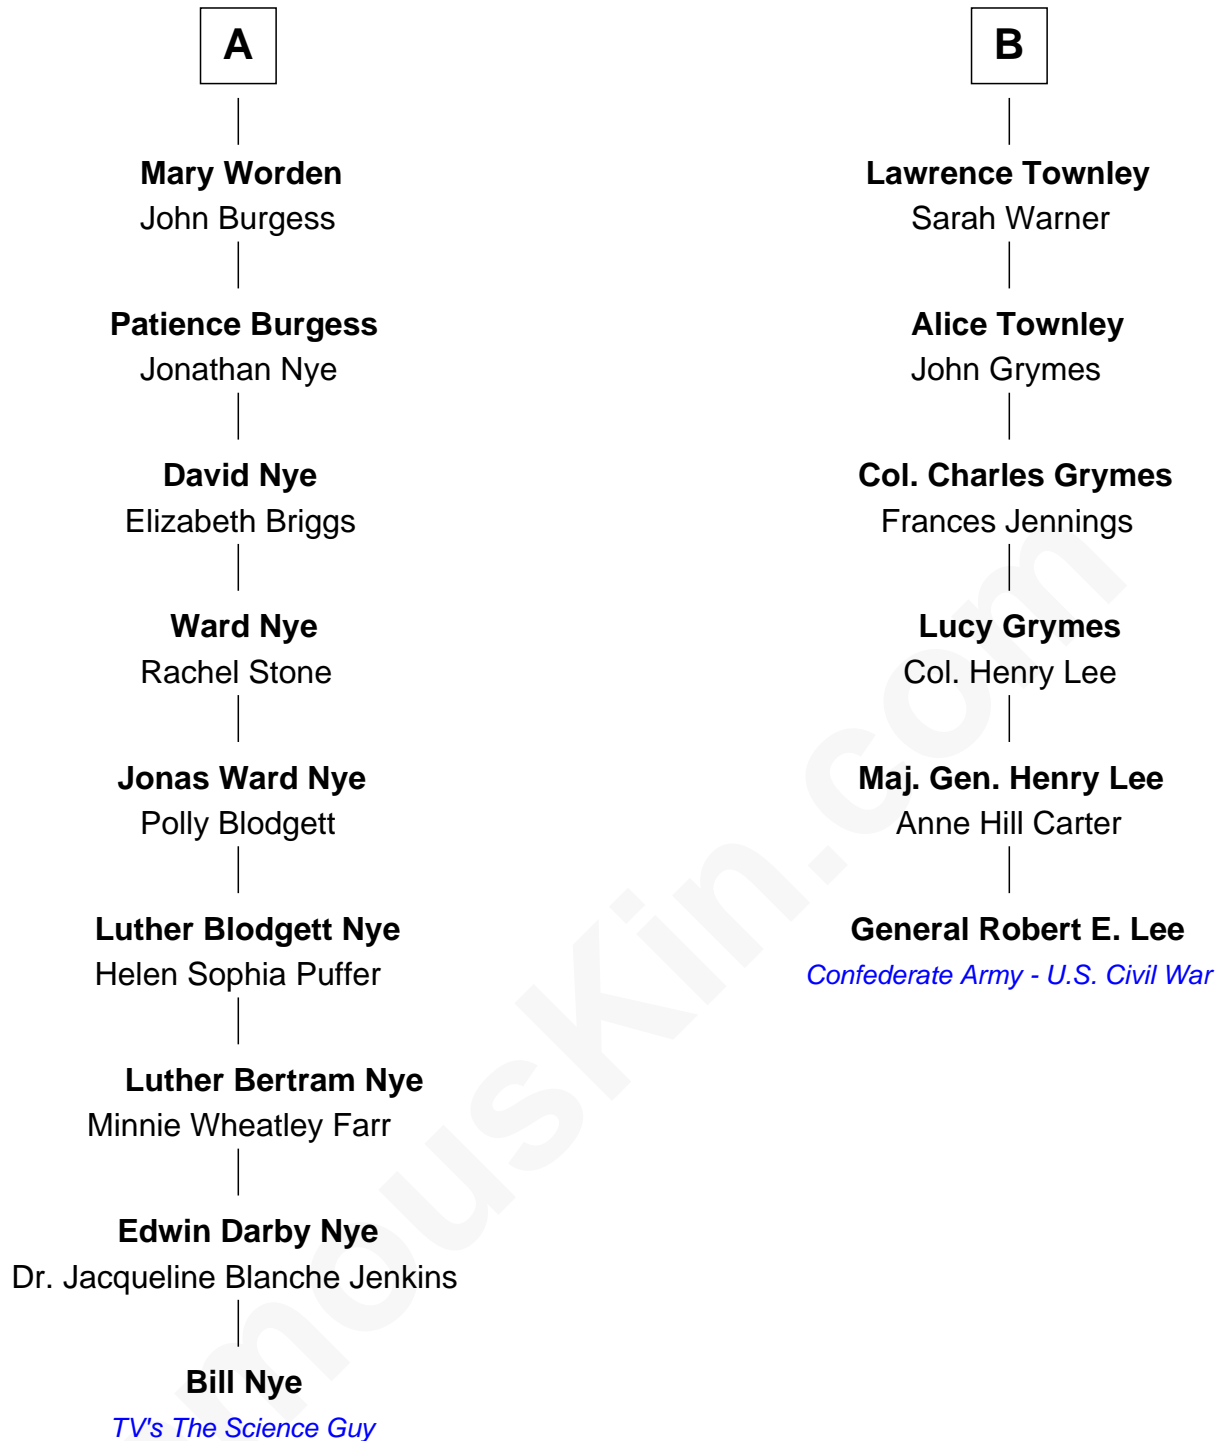 A
Mary Worden
John Burgess
Patience Burgess
Jonathan Nye
David Nye
Elizabeth Briggs
Ward Nye
Rachel Stone
Jonas Ward Nye
Polly Blodgett
Luther Blodgett Nye
Helen Sophia Puffer
Luther Bertram Nye
Minnie Wheatley Farr
Edwin Darby Nye
Dr. Jacqueline Blanche Jenkins
Bill Nye
TV's The Science Guy
B
Lawrence Townley
Sarah Warner
Alice Townley
John Grymes
Col. Charles Grymes
Frances Jennings
Lucy Grymes
Col. Henry Lee
Maj. Gen. Henry Lee
Anne Hill Carter
General Robert E. Lee
Confederate Army - U.S. Civil War
mousKin.com